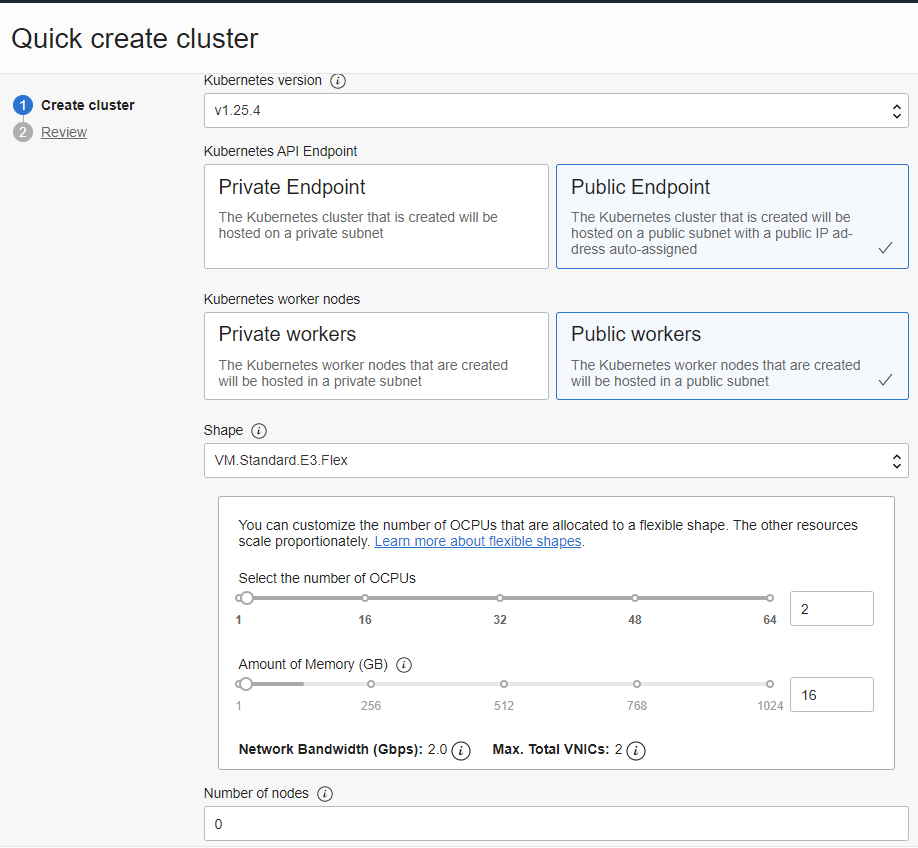 Quick create cluster
1 Create cluster
2 Review
Kubernetes version i
v1.25.4
Kubernetes API Endpoint
Private Endpoint
The Kubernetes cluster that is created will be
hosted on a private subnet
Public Endpoint
The Kubernetes cluster that is created will be
hosted on a public subnet with a public IP ad-
dress auto-assigned
Kubernetes worker nodes
Private workers
The Kubernetes worker nodes that are created
will be hosted in a private subnet
Public workers
The Kubernetes worker nodes that are created
will be hosted in a public subnet
Shape i
VM.Standard.E3.Flex
You can customize the number of OCPUs that are allocated to a flexible shape. The other resources
scale proportionately. Learn more about flexible shapes.
Select the number of OCPUs
1 16 32 48 64
2
Amount of Memory (GB) i
1 256 512 768 1024
16
Network Bandwidth (Gbps): 2.0 i Max. Total VNICs: 2 i
Number of nodes i
0